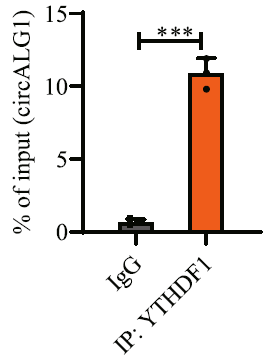 % of input (circALG1)
15
10
5
0
***
IgG
IP: YTHDF1